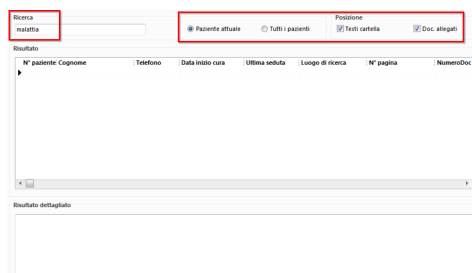 Ricerca
malattia
Paziente attuale
Tutti i pazienti
Posizione
Testi cartella
Doc. allegati
Risultato
N° paziente Cognome Telefono Data inizio cura Ultima seduta Luogo di ricerca N° pagina NumeroDoc
Risultato dettagliato